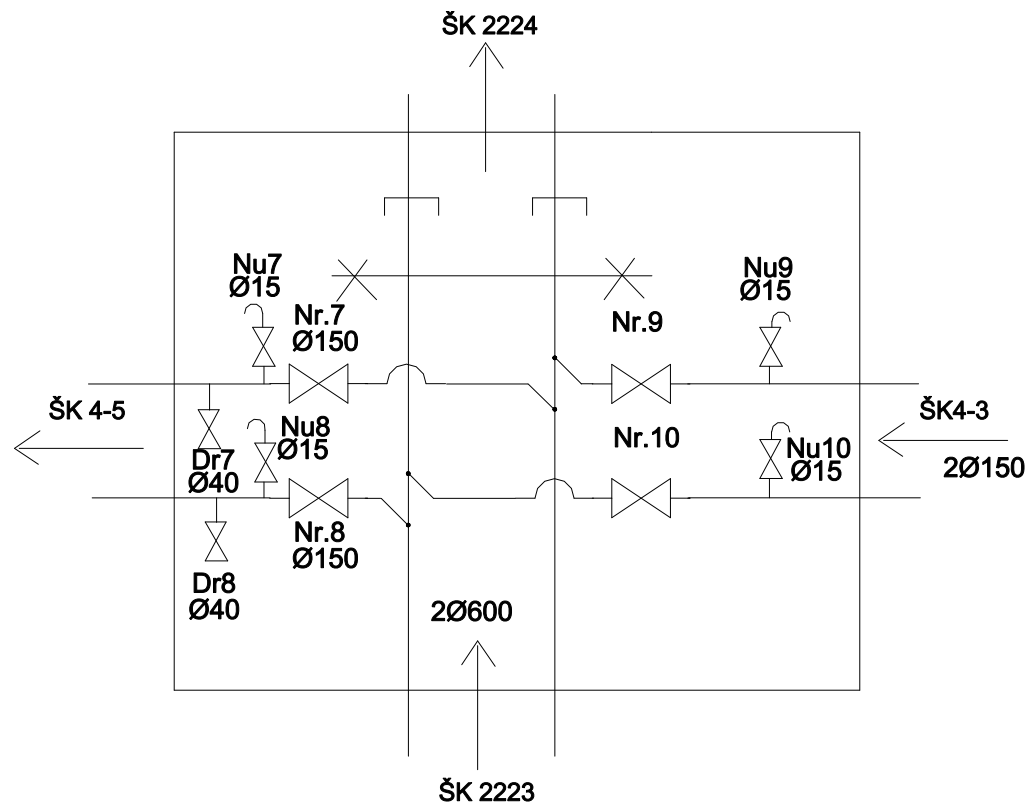 ŠK 2224
Nu7
Ø15
Nu9
Ø15
Nr.7
Ø150
Nr.9
ŠK 4-5
Nu8
Ø15
Nr.10
ŠK4-3
Dr7
Ø40
Nu10
Ø15
2Ø150
Nr.8
Ø150
Dr8
Ø40
2Ø600
ŠK 2223